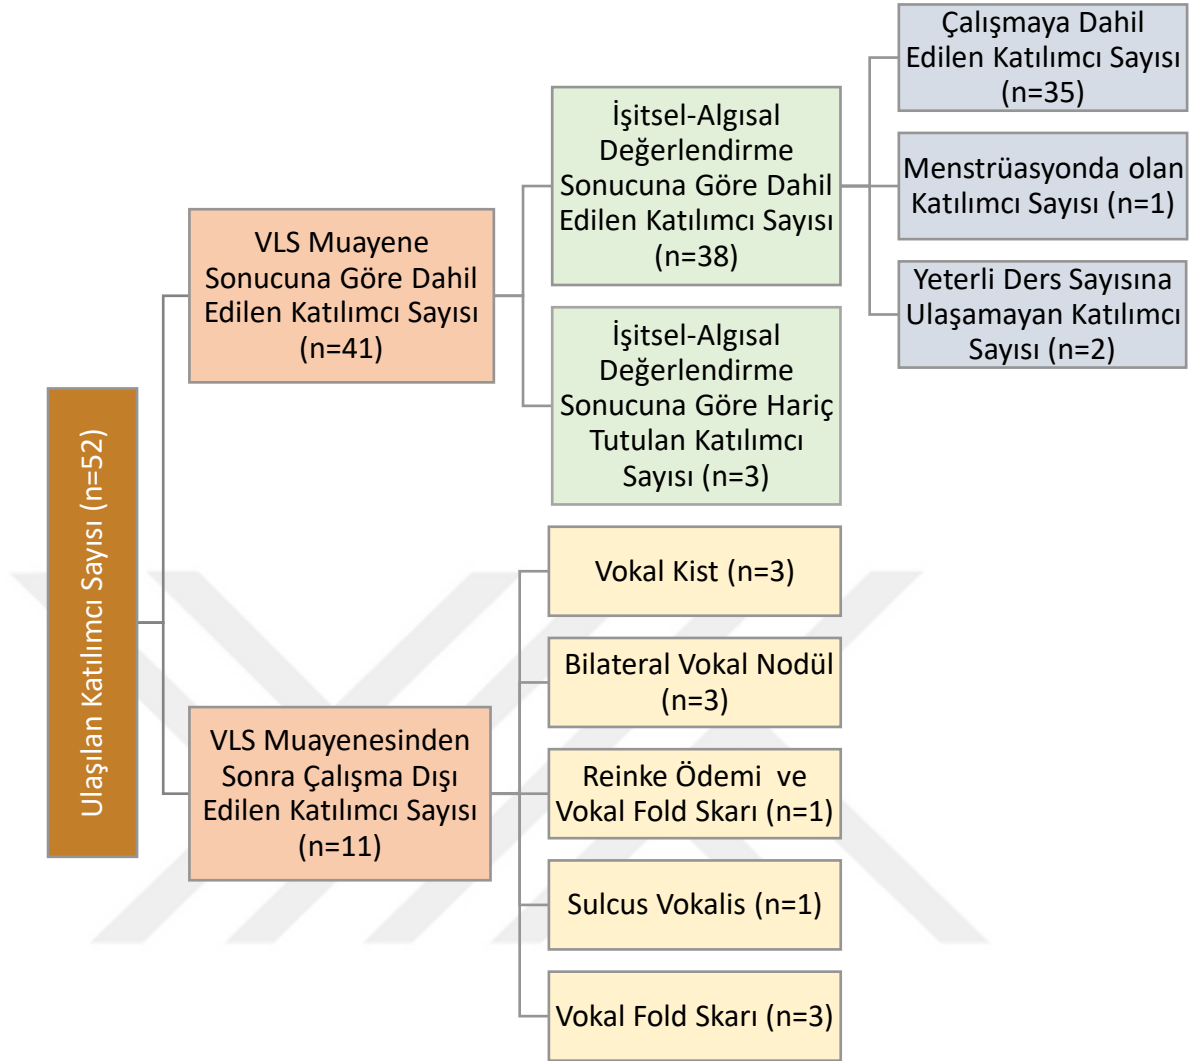 Ulaşılan Katılımcı Sayısı (n=52)
VLS Muayene
Sonucuna Göre Dahil
Edilen Katılımcı Sayısı
(n=41)
İşitsel-Algısal
Değerlendirme
Sonucuna Göre Dahil
Edilen Katılımcı Sayısı
(n=38)
Çalışmaya Dahil
Edilen Katılımcı Sayısı
(n=35)
Menstrüasyonda olan
Katılımcı Sayısı (n=1)
Yeterli Ders Sayısına
Ulaşamayan Katılımcı
Sayısı (n=2)
İşitsel-Algısal
Değerlendirme
Sonucuna Göre Hariç
Tutulan Katılımcı
Sayısı (n=3)
VLS Muayenesinden
Sonra Çalışma Dışı
Edilen Katılımcı Sayısı
(n=11)
Vokal Kist (n=3)
Bilateral Vokal Nodül
(n=3)
Reinke Ödemi ve
Vokal Fold Skarı (n=1)
Sulcus Vokalis (n=1)
Vokal Fold Skarı (n=3)